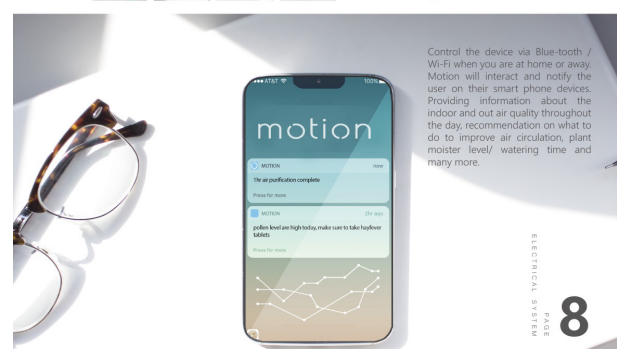 Control the device via Blue-tooth /
Wi-Fi when you are at home or away.
Motion will interact and notify the
user on their smart phone devices.
Providing information about the
indoor and out air quality throughout
the day, recommendation on what to
do to improve air circulation, plant
moister level/ watering time and
many more.
AT&T 100%
motion
MOTION now
1hr air purification complete
Press for more
MOTION 2hr ago
pollen level are high today, make sure to take hayfever
tablets
Press for more
ELECTRICAL SYSTEM
PAGE
8